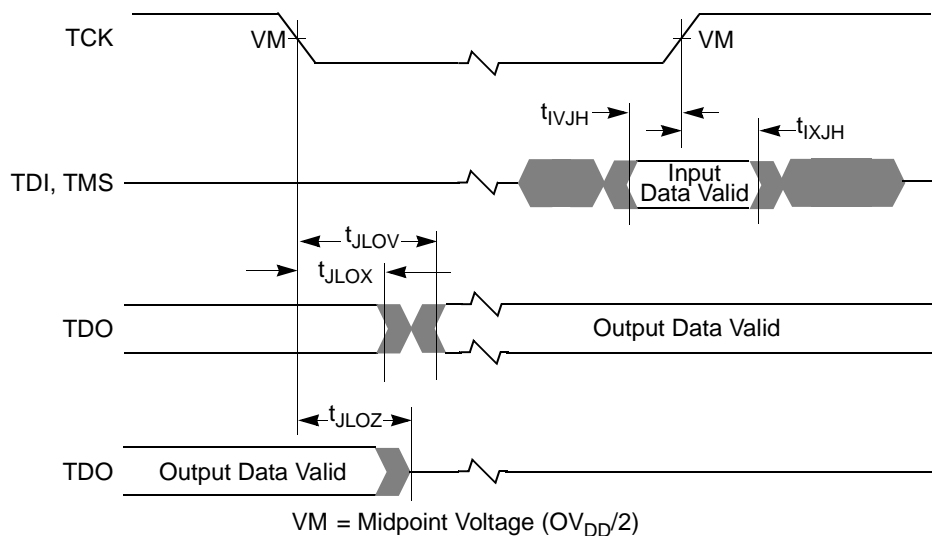 TCK
VM
VM
tIVJH
tIXJH
TDI, TMS
Input
Data Valid
tJLOV
tJLOX
TDO
Output Data Valid
tJLOZ
TDO
Output Data Valid
VM = Midpoint Voltage (OVDD/2)